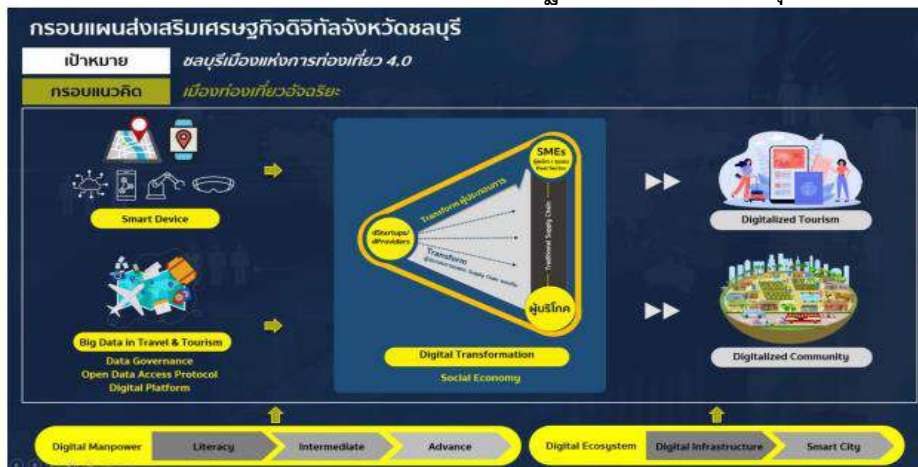 กรอบแผนส่งเสริมเศรษฐกิจดิจิทัลจังหวัดชลบุรี
เป้าหมาย
ชลบุรีเมืองแห่งการท่องเที่ยว 4.0
กรอบแนวคิด
เมืองท่องเที่ยวอัจฉริยะ
Smart Device
Big Data in Travel & Tourism
Data Governance
Open Data Access Protocol
Digital Platform
SMEs
Real Sector
Transform ผู้ประกอบการ
dStartups/
dProviders
Transform
Traditional Supply Chain
ผู้บริโภค
Digital Transformation
Social Economy
Digitalized Tourism
Digitalized Community
Digital Manpower
Literacy
Intermediate
Advance
Digital Ecosystem
Digital Infrastructure
Smart City